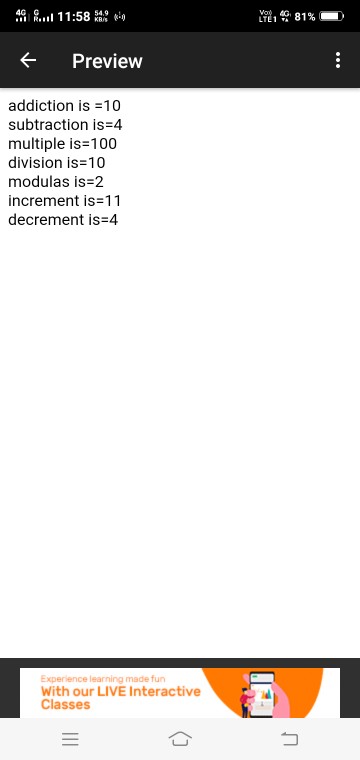 4G G 11:58 54.9 KB/s Vo) LTE1 4G 81%
Preview
addiction is =10
subtraction is=4
multiple is=100
division is=10
modulas is=2
increment is=11
decrement is=4
Experience learning made fun
With our LIVE Interactive
Classes